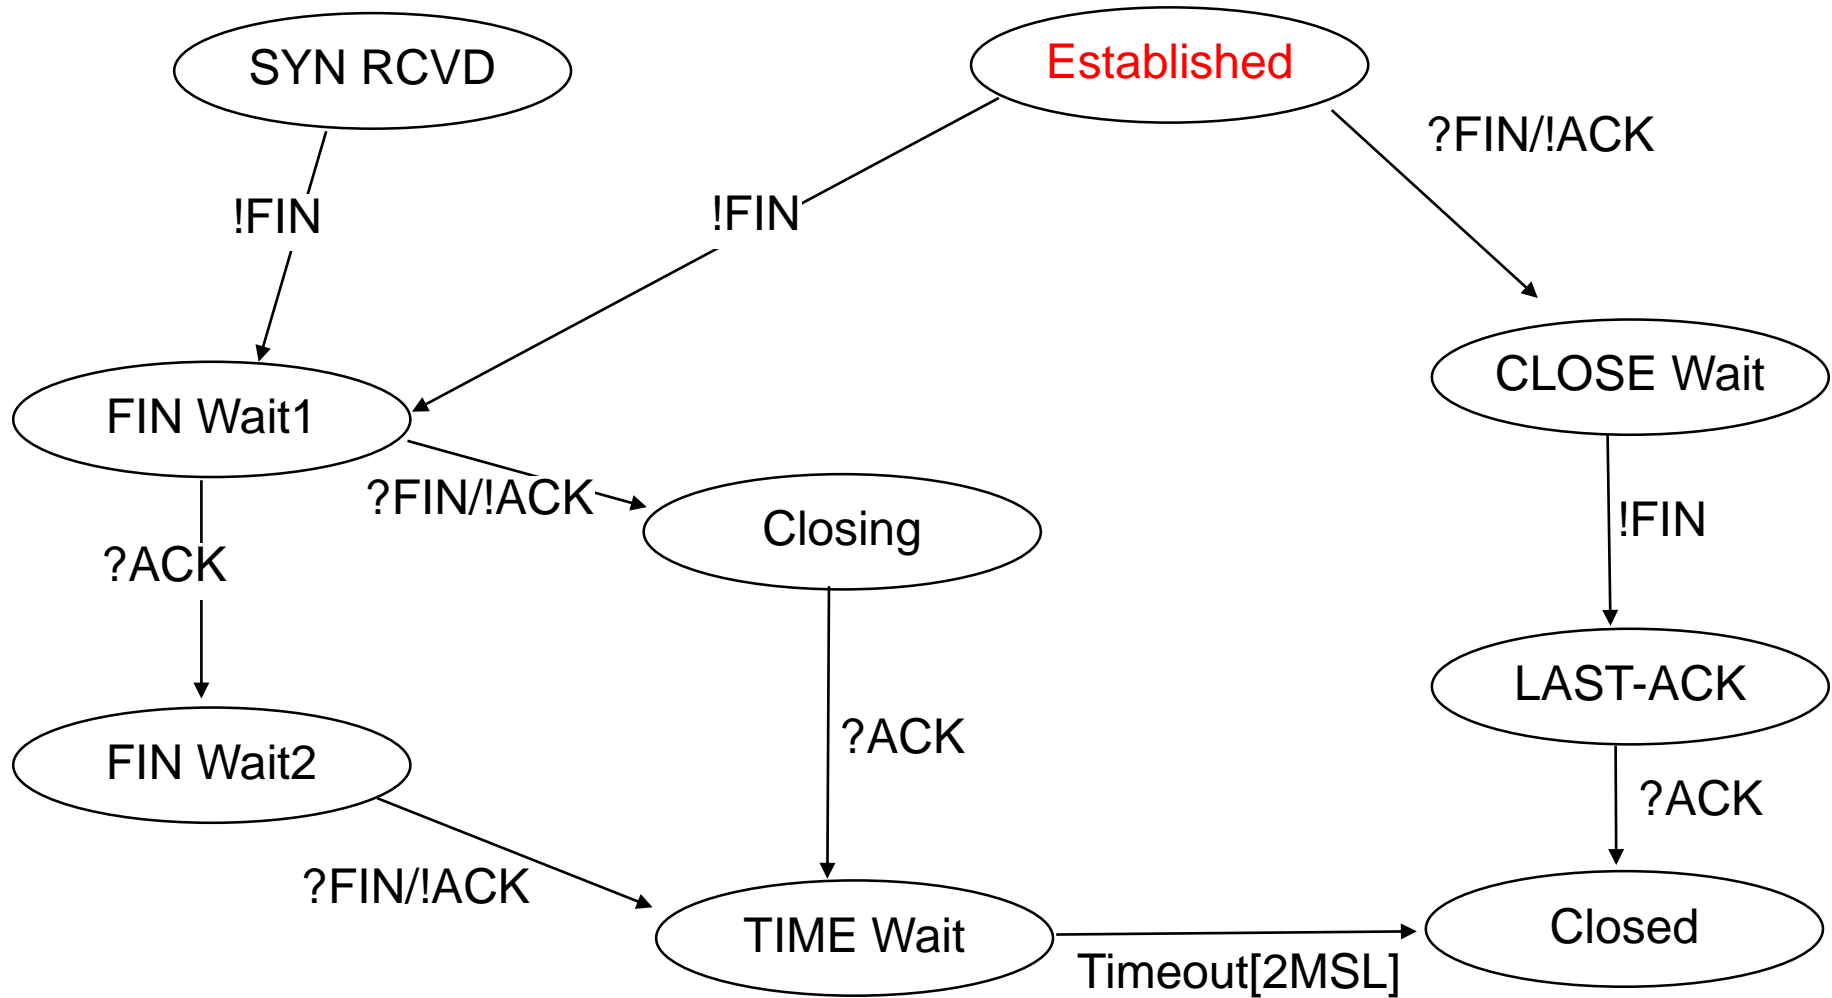 SYN RCVD
Established
?FIN/!ACK
!FIN
!FIN
CLOSE Wait
FIN Wait1
?FIN/!ACK
Closing
!FIN
?ACK
LAST-ACK
?ACK
FIN Wait2
?ACK
?FIN/!ACK
TIME Wait
Closed
Timeout[2MSL]